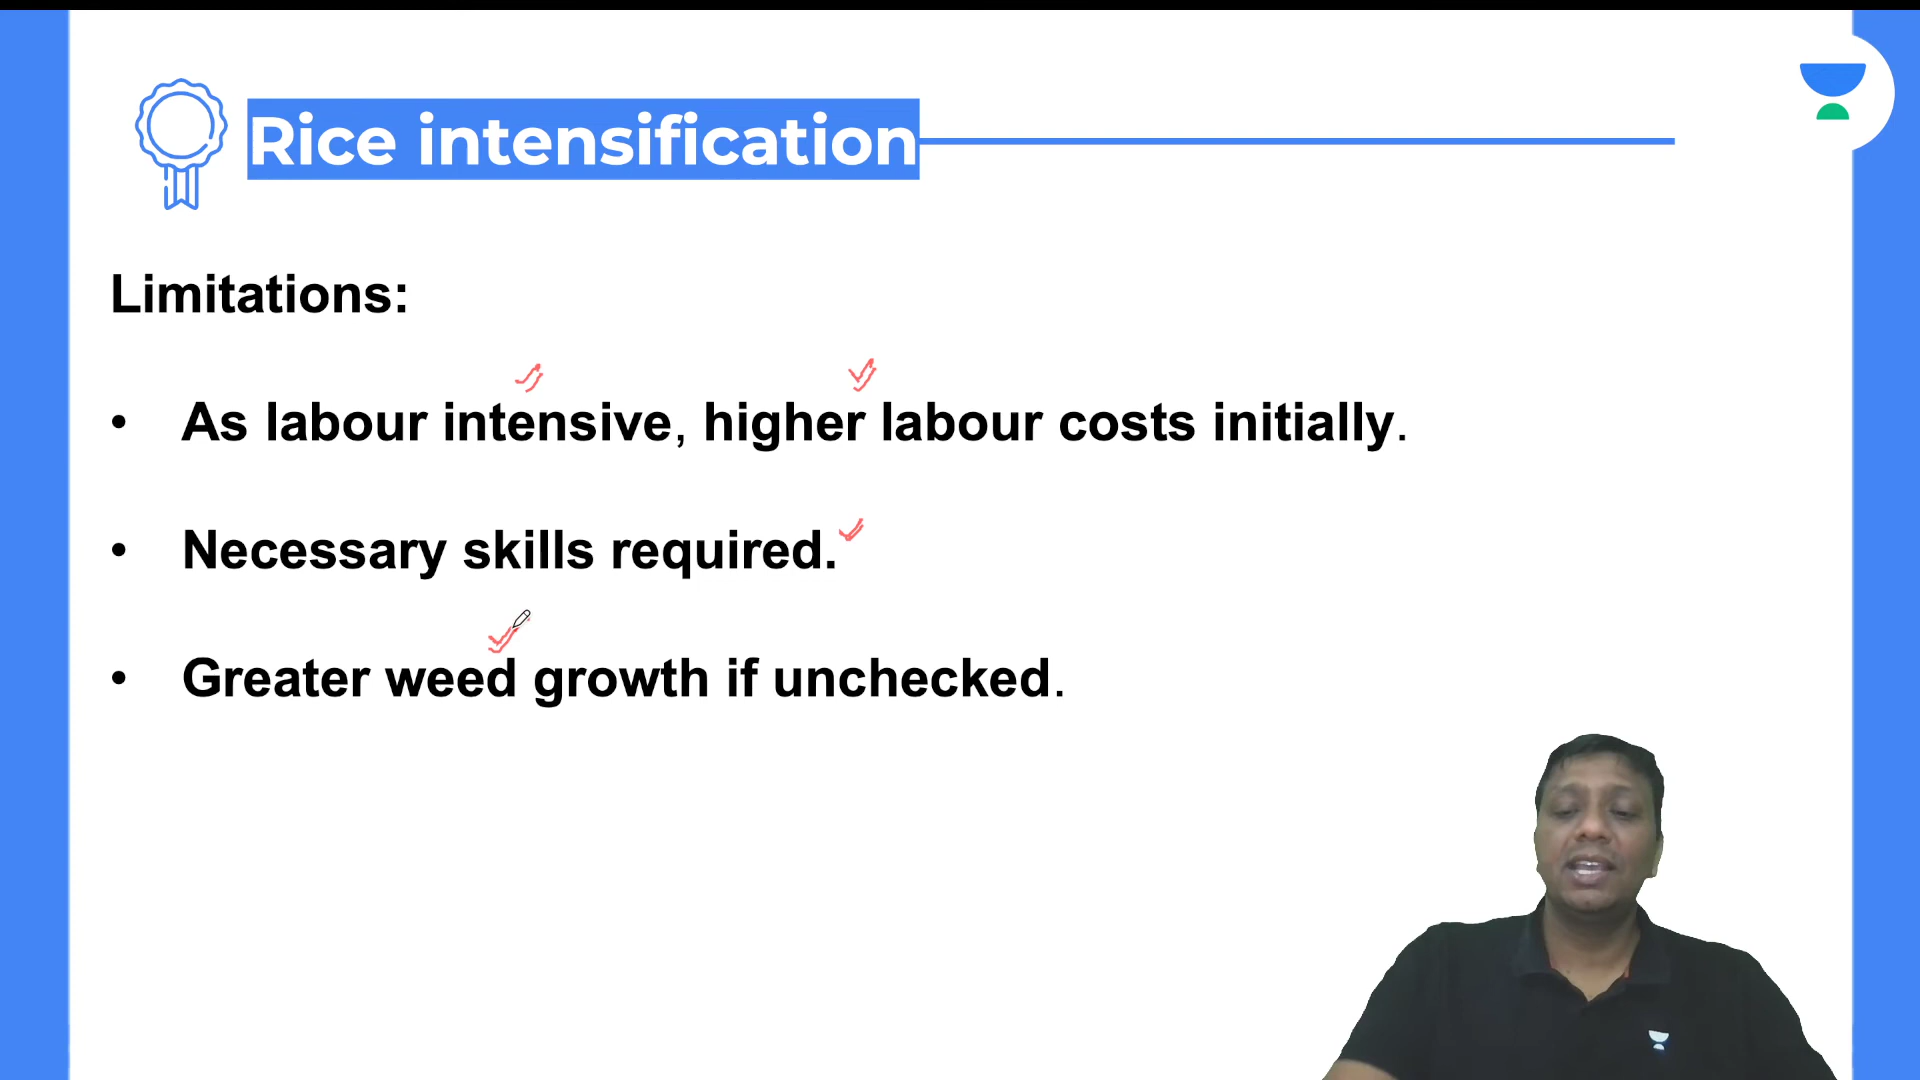 Rice intensification
Limitations:
• As labour intensive, higher labour costs initially.
• Necessary skills required.
• Greater weed growth if unchecked.